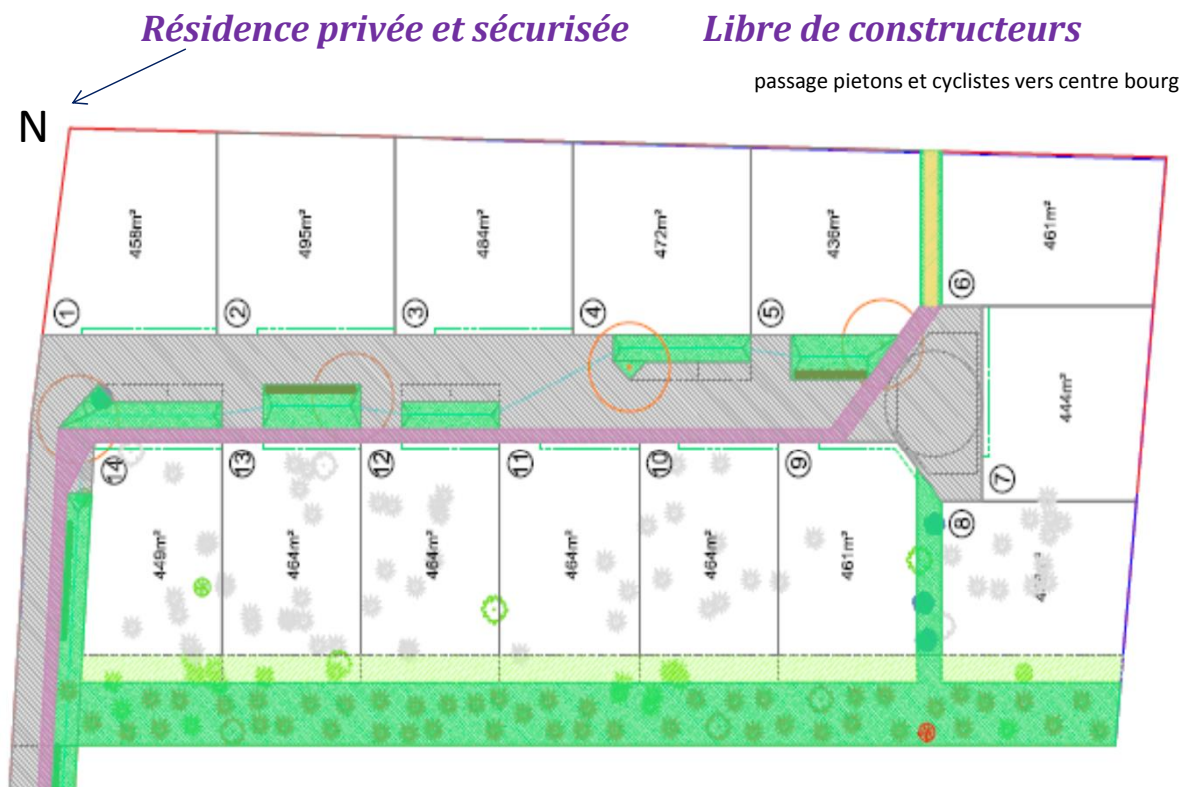 Résidence privée et sécurisée Libre de constructeurs
passage pietons et cyclistes vers centre bourg
N
458m²
495m²
484m²
472m²
436m²
461m²
1
2
3
4
5
6
444m²
7
14
13
12
11
10
9
8
449m²
464m²
464m²
464m²
464m²
461m²